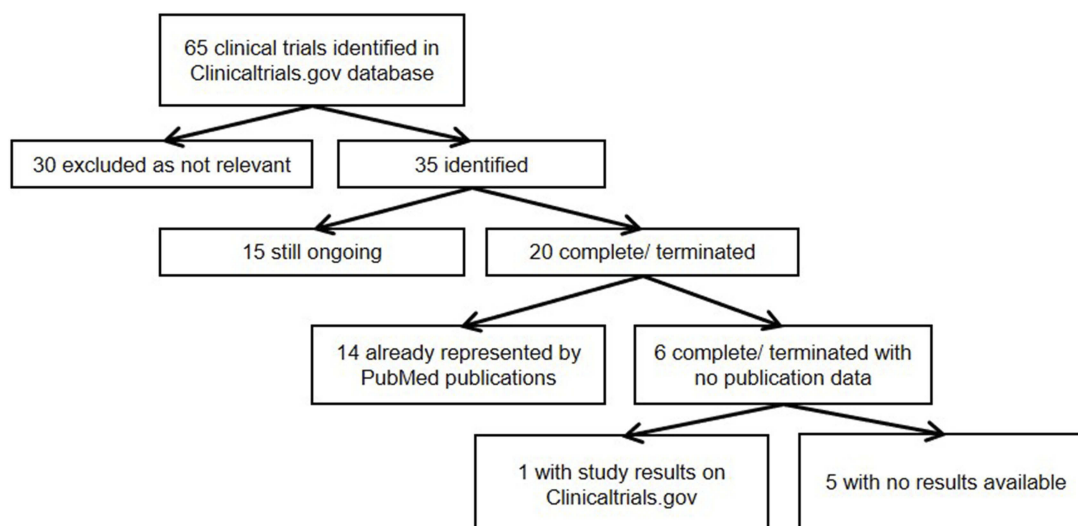 65 clinical trials identified in
Clinicaltrials.gov database
30 excluded as not relevant
35 identified
15 still ongoing
20 complete/ terminated
14 already represented by
PubMed publications
6 complete/ terminated with
no publication data
1 with study results on
Clinicaltrials.gov
5 with no results available